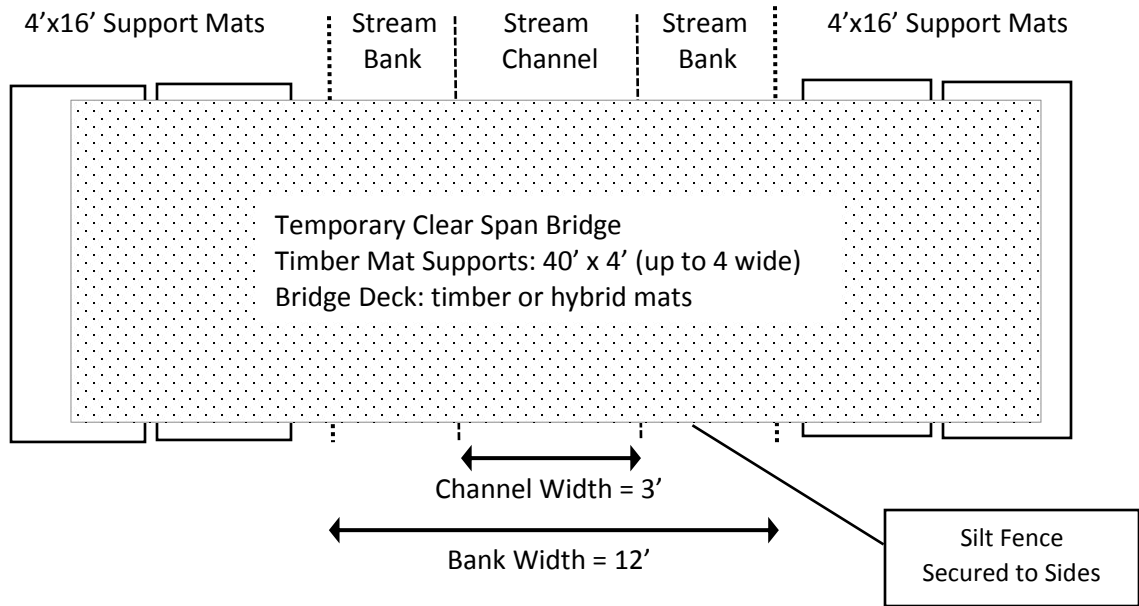 4’x16’ Support Mats
Stream
Bank
Stream
Channel
Stream
Bank
4’x16’ Support Mats
Temporary Clear Span Bridge
Timber Mat Supports: 40’ x 4’ (up to 4 wide)
Bridge Deck: timber or hybrid mats
Channel Width = 3’
Bank Width = 12’
Silt Fence
Secured to Sides